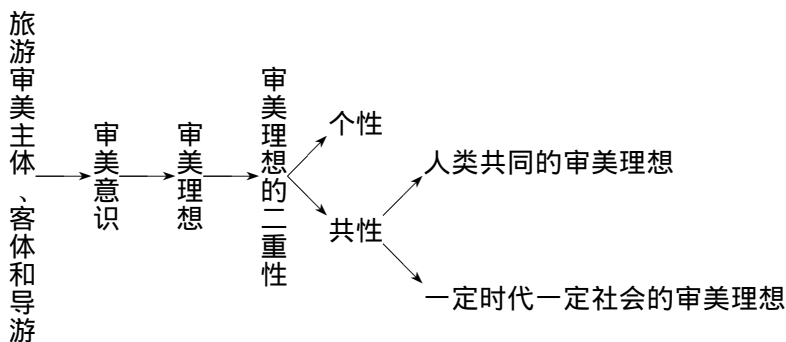 旅游审美主体、客体和导游
审美意识
审美理想
审美理想的二重性
个性
共性
人类共同的审美理想
一定时代一定社会的审美理想